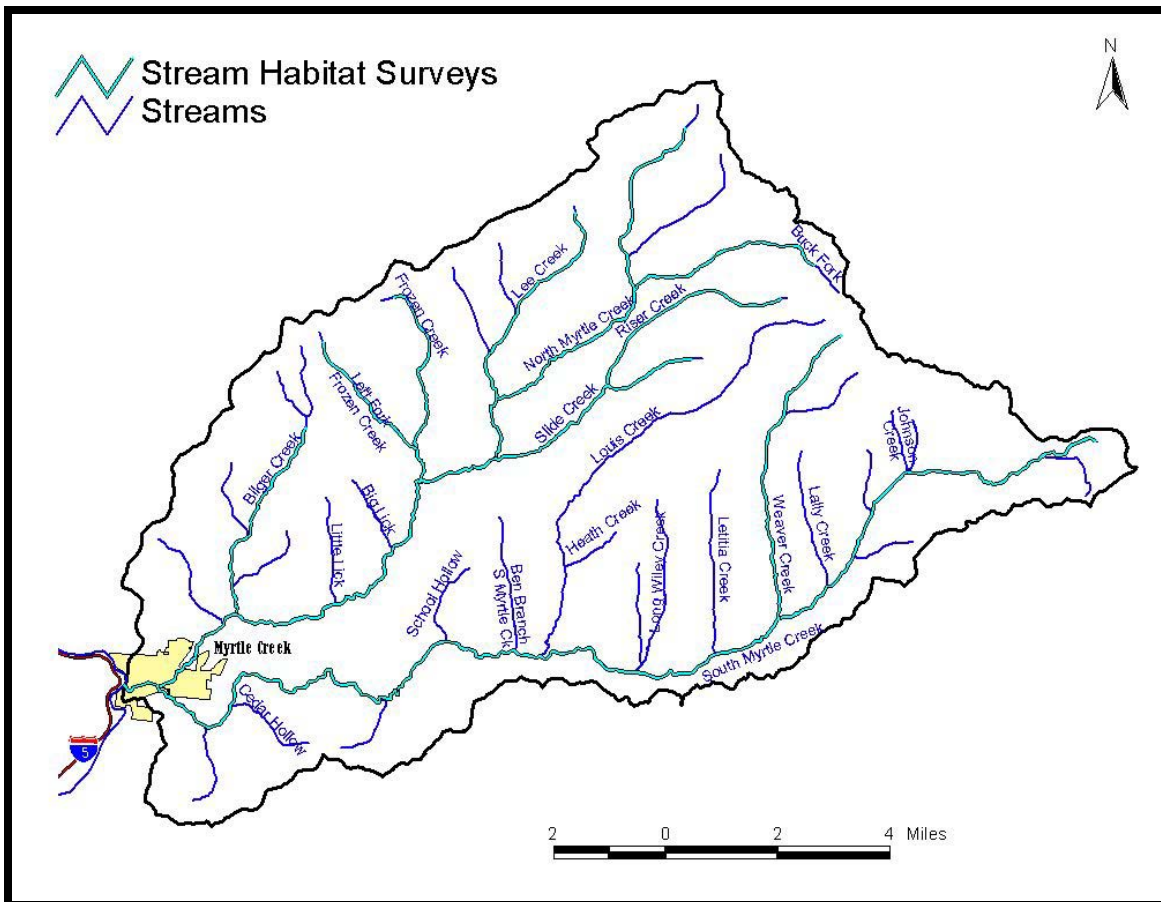 Stream Habitat Surveys
Streams
N
Buck Fork
Lee Creek
Frozen Creek
North Myrtle Creek
Riser Creek
Left Fork
Frozen Creek
Slide Creek
Louis Creek
Johnson
Creek
Bilger Creek
Big Lick
Little Lick
Weaver Creek
Lally Creek
Heath Creek
Long Wiley Creek
Letitia Creek
School Hollow
Ben Branch
S Myrtle Ck
Myrtle Creek
South Myrtle Creek
Cedar Hollow
5
2 0 2 4 Miles